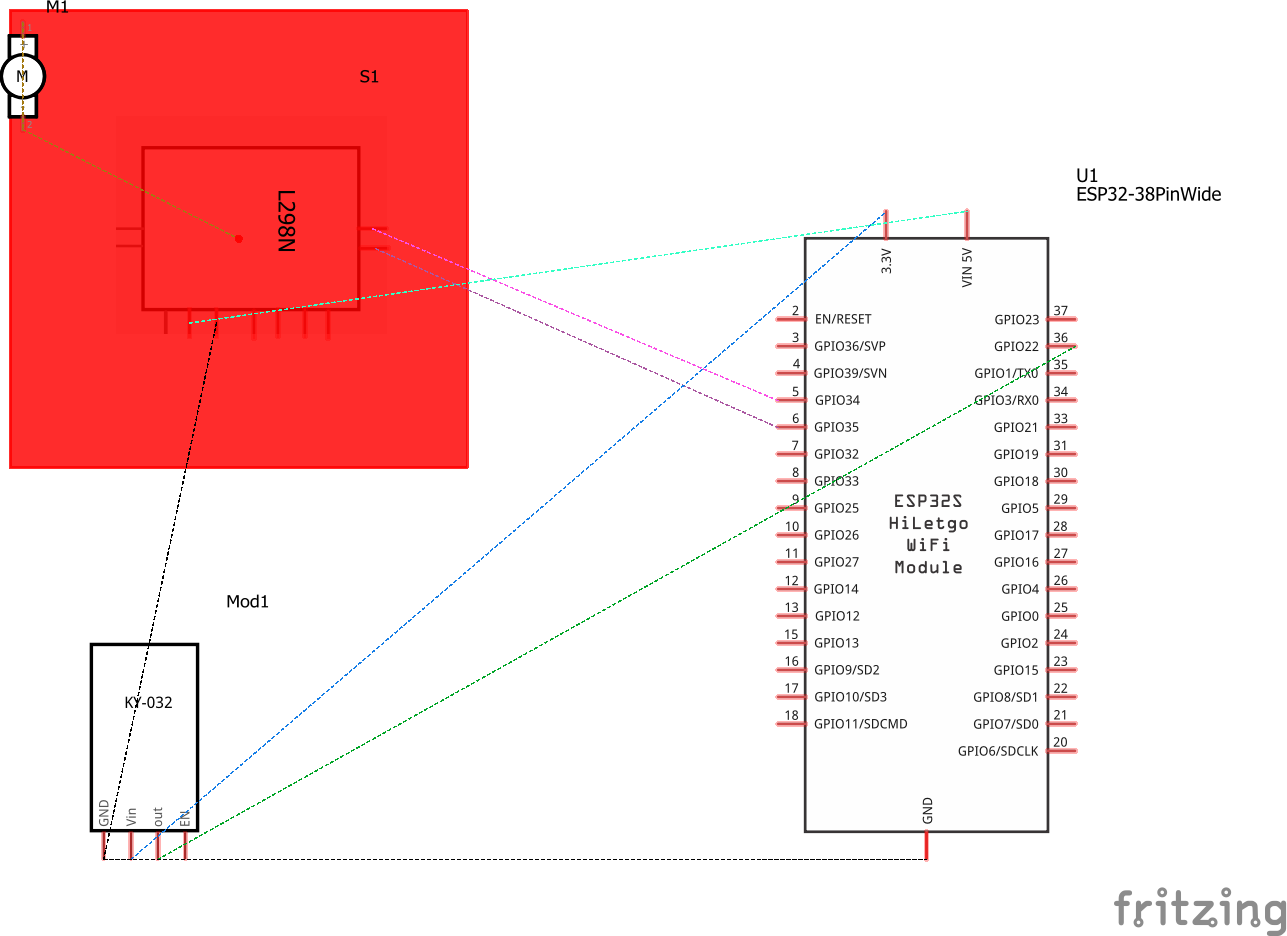 M1
1
+
M
2
S1
L298N
U1
ESP32-38PinWide
3.3V
VIN 5V
2 EN/RESET
3 GPIO36/SVP
4 GPIO39/SVN
5 GPIO34
6 GPIO35
7 GPIO32
8 GPIO33
9 GPIO25
10 GPIO26
11 GPIO27
12 GPIO14
13 GPIO12
15 GPIO13
16 GPIO9/SD2
17 GPIO10/SD3
18 GPIO11/SDCMD
ESP32S
HiLetgo
WiFi
Module
GPIO23 37
GPIO22 36
GPIO1/TX0 35
GPIO3/RX0 34
GPIO21 33
GPIO19 31
GPIO18 30
GPIO5 29
GPIO17 28
GPIO16 27
GPIO4 26
GPIO0 25
GPIO2 24
GPIO15 23
GPIO8/SD1 22
GPIO7/SD0 21
GPIO6/SDCLK 20
GND
Mod1
KY-032
GND
Vin
out
EN
fritzing